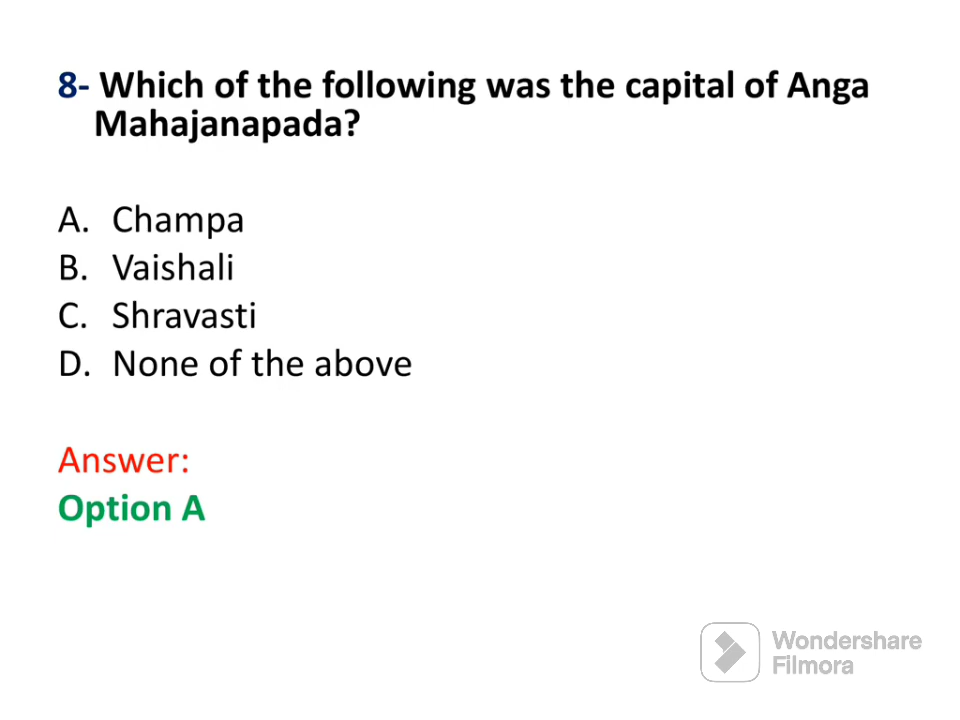 8- Which of the following was the capital of Anga
Mahajanapada?
A. Champa
B. Vaishali
C. Shravasti
D. None of the above
Answer:
Option A
Wondershare
Filmora